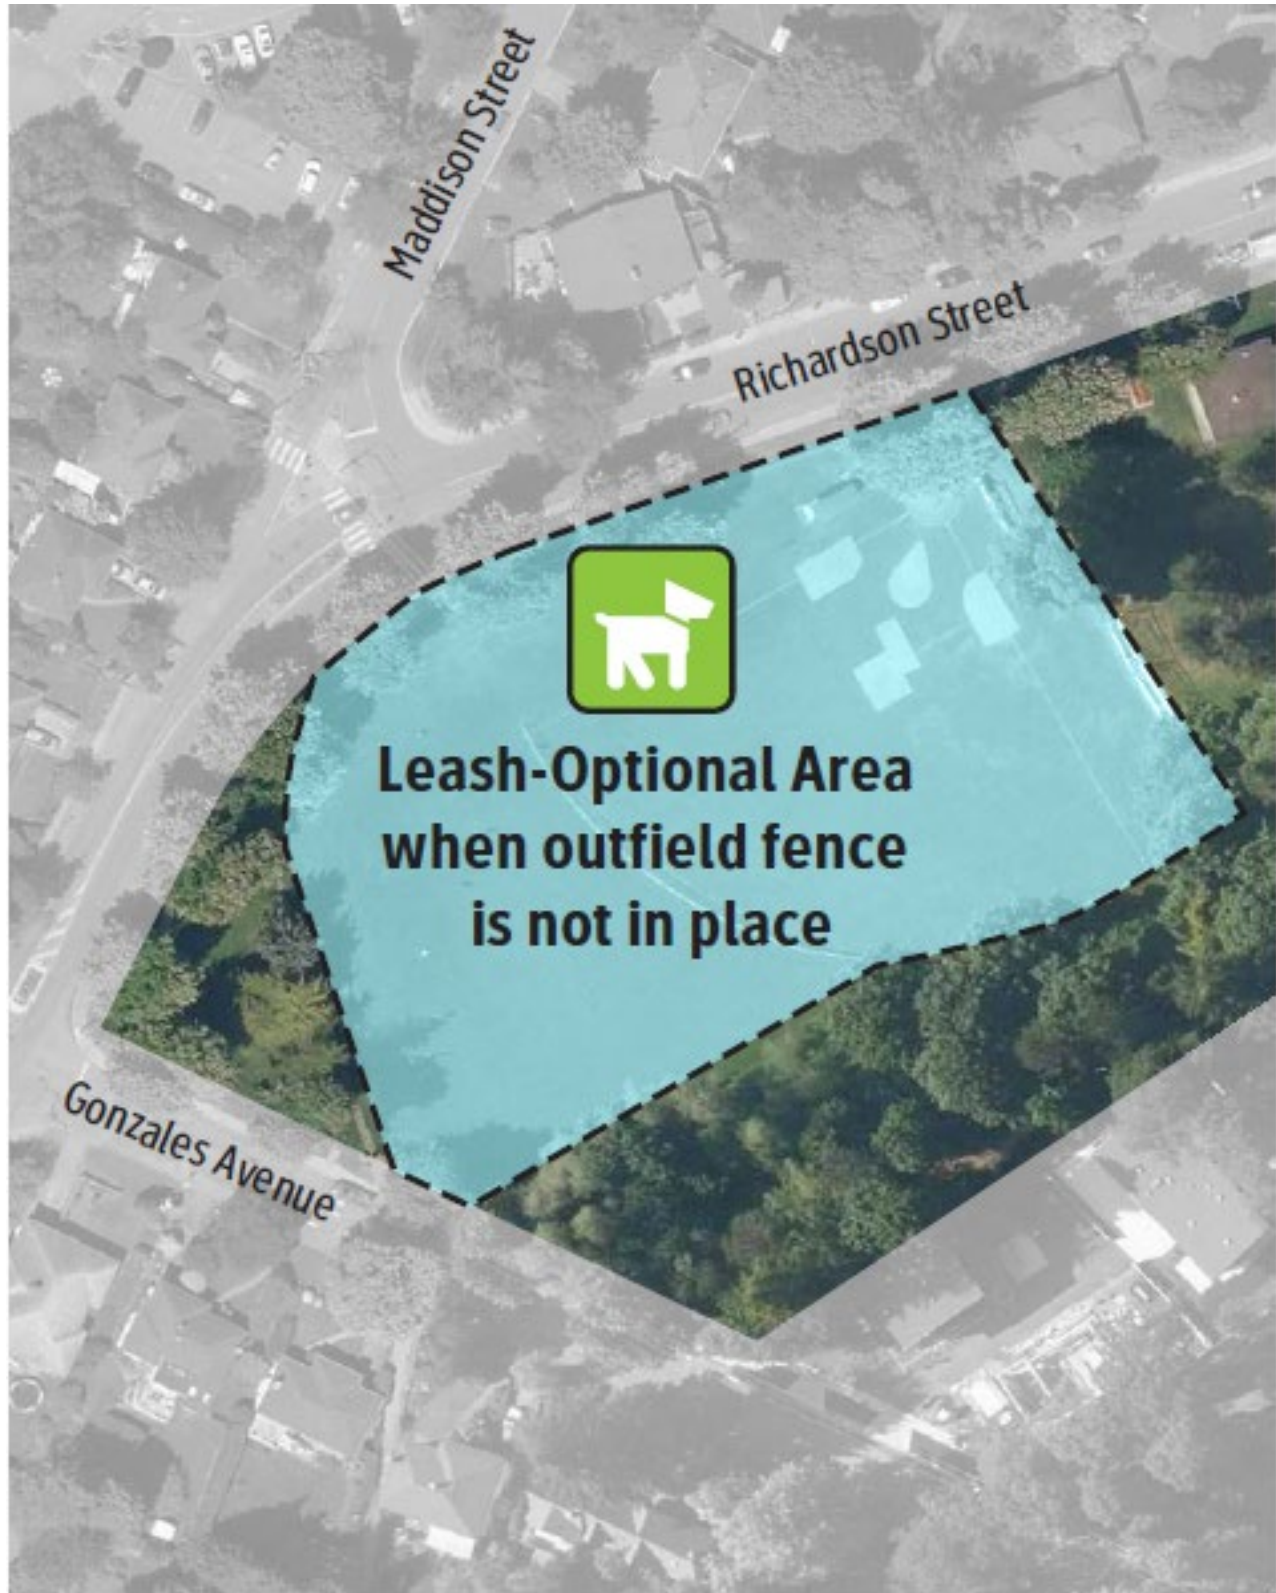 Maddison Street
Richardson Street
Leash-Optional Area
when outfield fence
is not in place
Gonzales Avenue